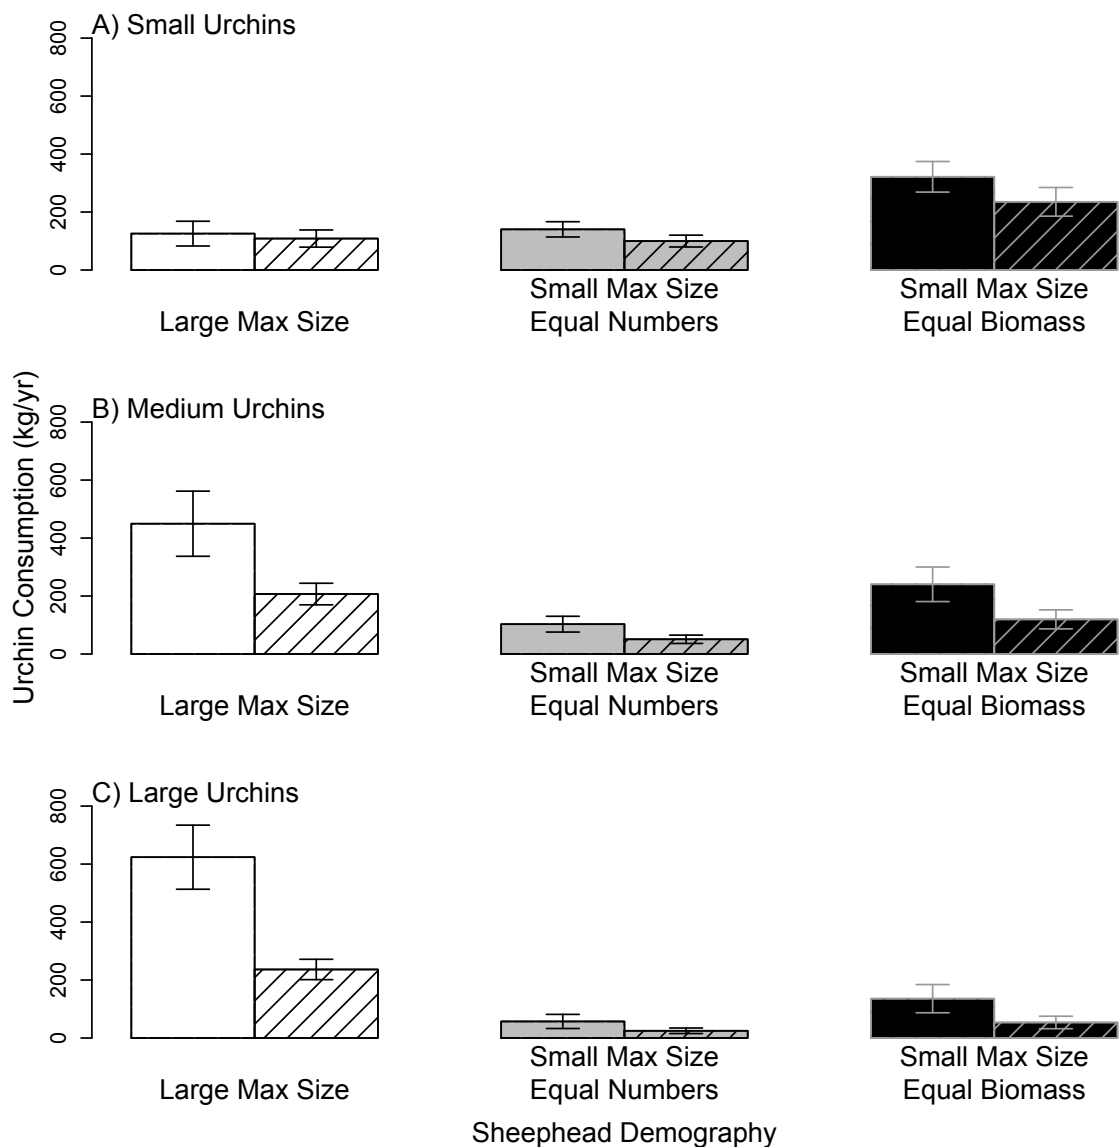 A) Small Urchins
800
600
400
200
0
Large Max Size
Small Max Size
Equal Numbers
Small Max Size
Equal Biomass
Urchin Consumption (kg/yr)
B) Medium Urchins
800
600
400
200
0
Large Max Size
Small Max Size
Equal Numbers
Small Max Size
Equal Biomass
C) Large Urchins
800
600
400
200
0
Large Max Size
Small Max Size
Equal Numbers
Small Max Size
Equal Biomass
Sheephead Demography